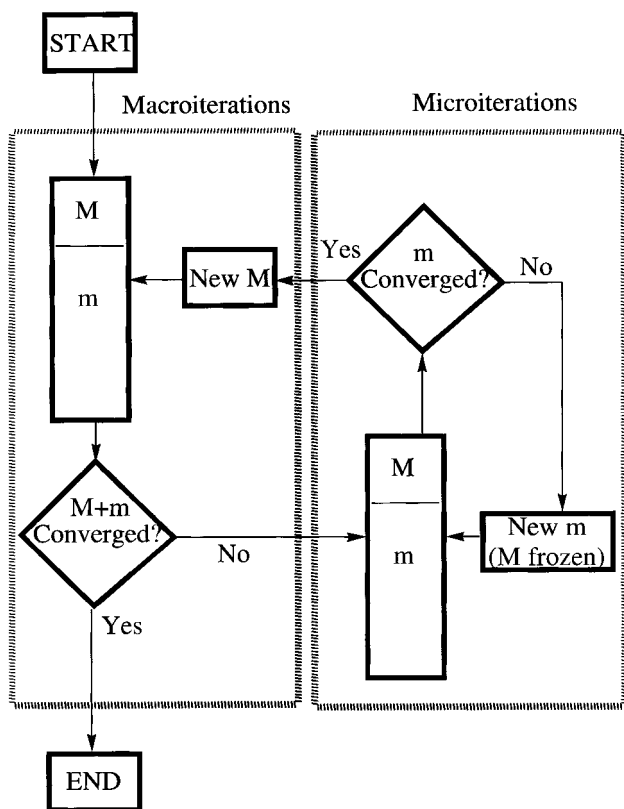 START
Macroiterations
Microiterations
M
m
New M
Yes
m
Converged?
No
M+m
Converged?
No
M
m
New m
(M frozen)
Yes
END